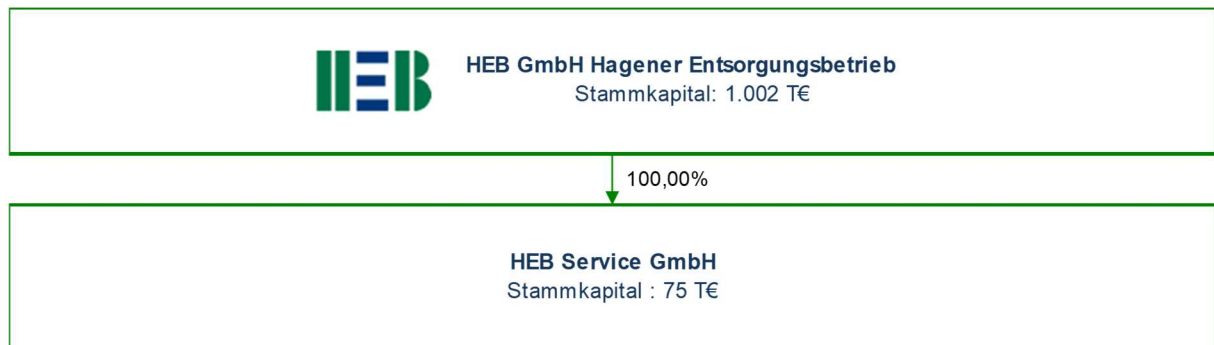 HEB
HEB GmbH Hagener Entsorgungsbetrieb
Stammkapital: 1.002 T€
100,00%
HEB Service GmbH
Stammkapital : 75 T€